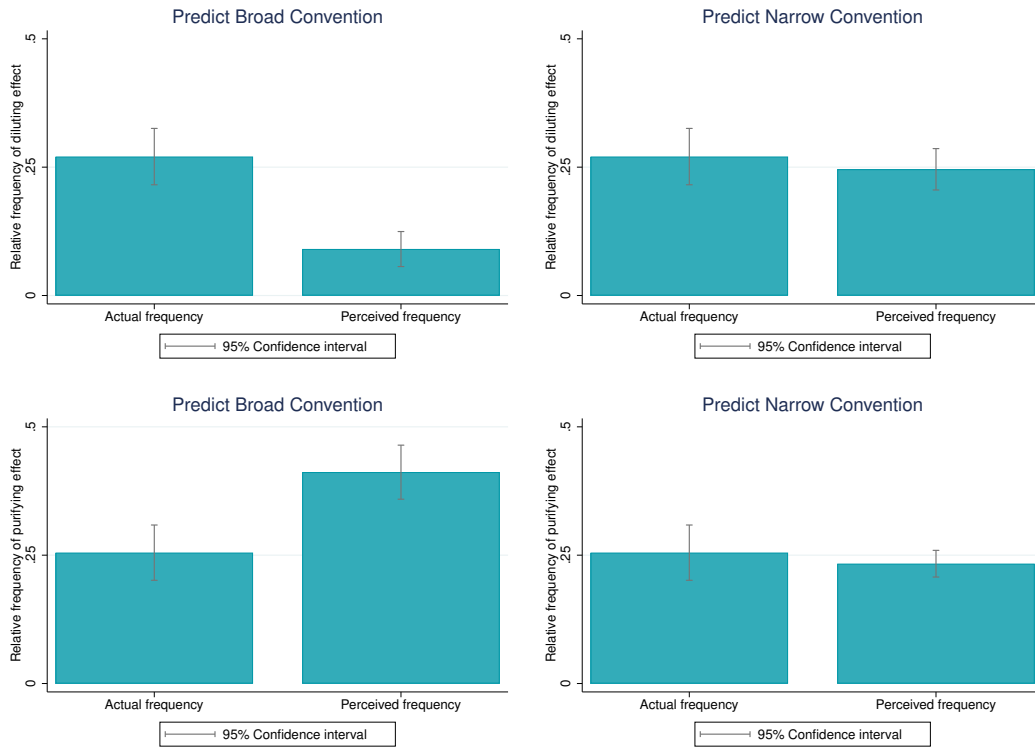 Predict Broad Convention
Relative frequency of diluting effect
.5
.25
0
Actual frequency
Perceived frequency
95% Confidence interval
Predict Narrow Convention
Relative frequency of diluting effect
.5
.25
0
Actual frequency
Perceived frequency
95% Confidence interval
Predict Broad Convention
Relative frequency of purifying effect
.5
.25
0
Actual frequency
Perceived frequency
95% Confidence interval
Predict Narrow Convention
Relative frequency of purifying effect
.5
.25
0
Actual frequency
Perceived frequency
95% Confidence interval